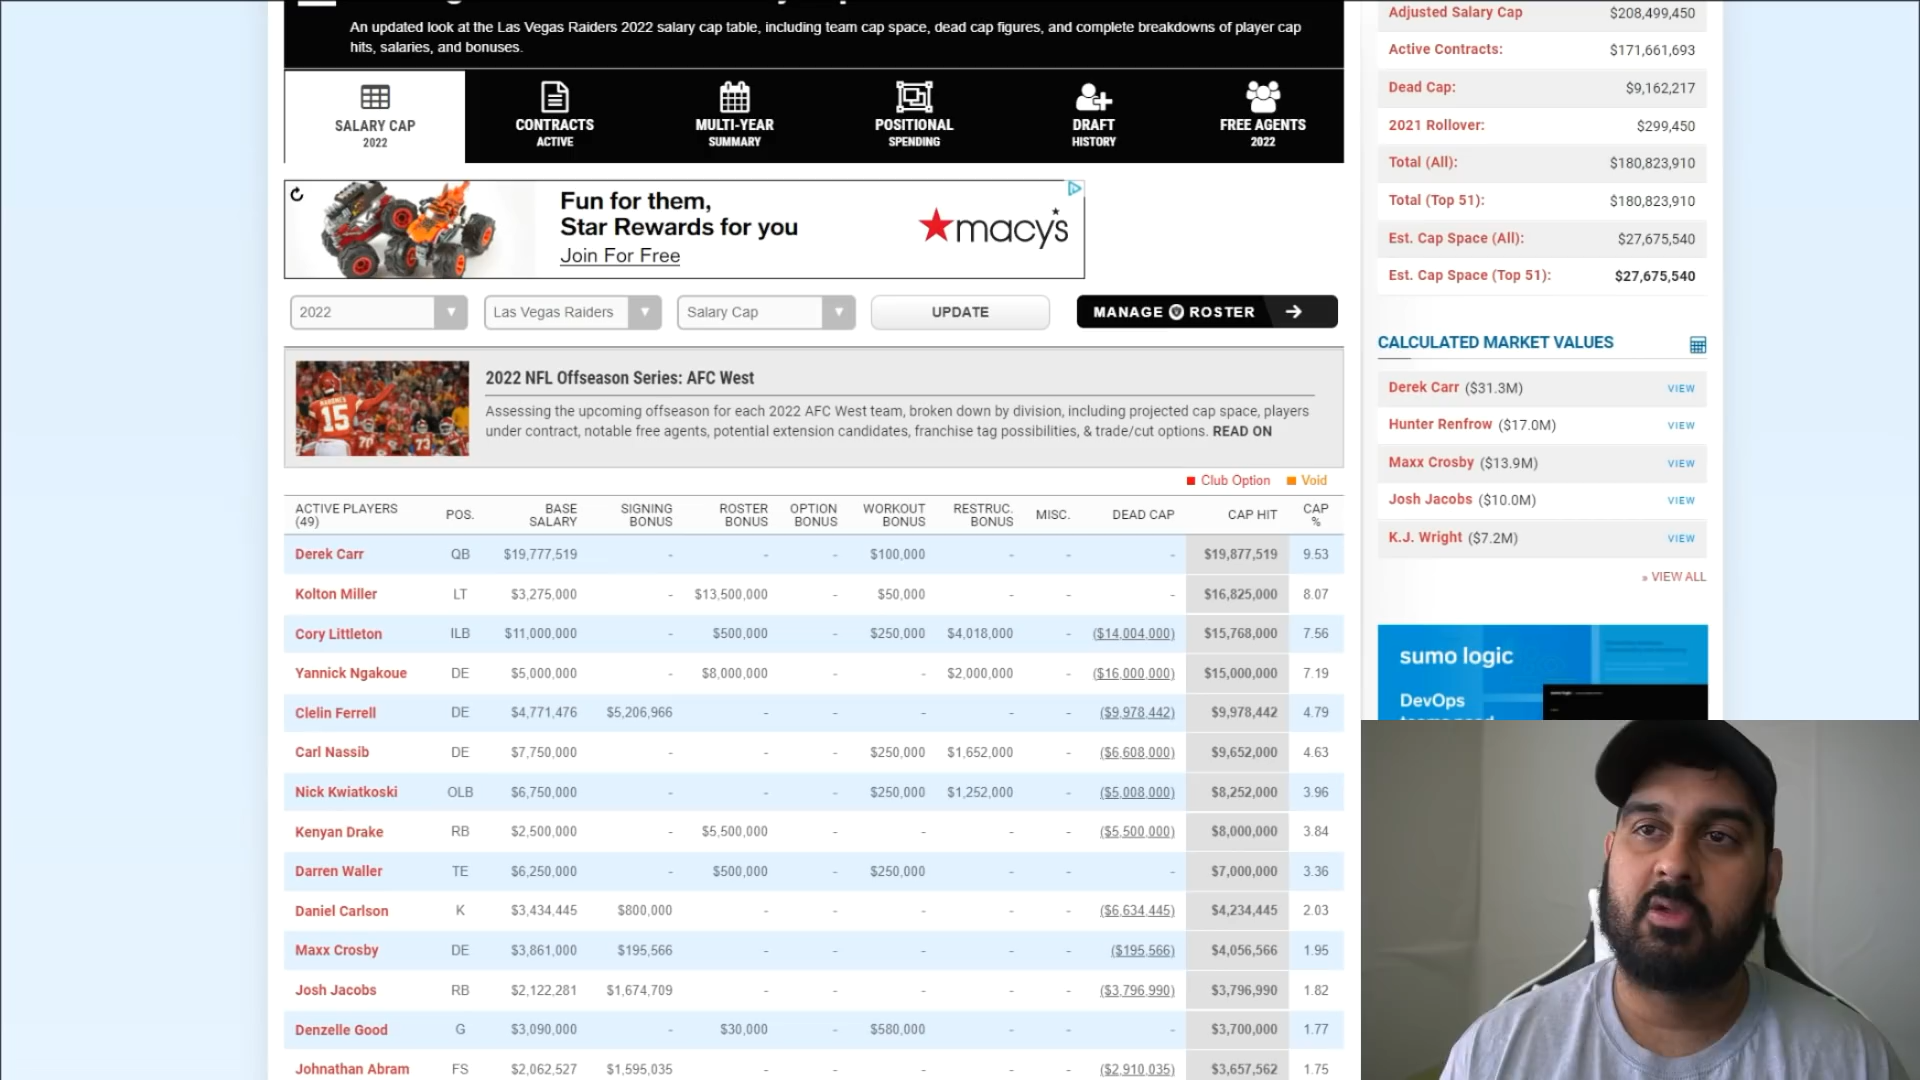 An updated look at the Las Vegas Raiders 2022 salary cap table, including team cap space, dead cap figures, and complete breakdowns of player cap
hits, salaries, and bonuses.
SALARY CAP
2022
CONTRACTS
ACTIVE
MULTI-YEAR
SUMMARY
POSITIONAL
SPENDING
DRAFT
HISTORY
FREE AGENTS
2022
Fun for them,
Star Rewards for you
Join For Free
macy's
2022
Las Vegas Raiders
Salary Cap
UPDATE
MANAGE ROSTER
2022 NFL Offseason Series: AFC West
Assessing the upcoming offseason for each 2022 AFC West team, broken down by division, including projected cap space, players
under contract, notable free agents, potential extension candidates, franchise tag possibilities, & trade/cut options. READ ON
15
70
73
Club Option Void
ACTIVE PLAYERS (49) POS. BASE SALARY SIGNING BONUS ROSTER BONUS OPTION BONUS WORKOUT BONUS RESTRUC. BONUS MISC. DEAD CAP CAP HIT CAP %
Derek Carr QB $19,777,519 - - - $100,000 - - - $19,877,519 9.53
Kolton Miller LT $3,275,000 - $13,500,000 - $50,000 - - - $16,825,000 8.07
Cory Littleton ILB $11,000,000 - $500,000 - $250,000 $4,018,000 - ($14,004,000) $15,768,000 7.56
Yannick Ngakoue DE $5,000,000 - $8,000,000 - - $2,000,000 - ($16,000,000) $15,000,000 7.19
Clelin Ferrell DE $4,771,476 $5,206,966 - - - - - ($9,978,442) $9,978,442 4.79
Carl Nassib DE $7,750,000 - - - $250,000 $1,652,000 - ($6,608,000) $9,652,000 4.63
Nick Kwiatkoski OLB $6,750,000 - - - $250,000 $1,252,000 - ($5,008,000) $8,252,000 3.96
Kenyan Drake RB $2,500,000 - $5,500,000 - - - - ($5,500,000) $8,000,000 3.84
Darren Waller TE $6,250,000 - $500,000 - $250,000 - - - $7,000,000 3.36
Daniel Carlson K $3,434,445 $800,000 - - - - - ($6,634,445) $4,234,445 2.03
Maxx Crosby DE $3,861,000 $195,566 - - - - - ($195,566) $4,056,566 1.95
Josh Jacobs RB $2,122,281 $1,674,709 - - - - - ($3,796,990) $3,796,990 1.82
Denzelle Good G $3,090,000 - $30,000 - $580,000 - - - $3,700,000 1.77
Johnathan Abram FS $2,062,527 $1,595,035 - - - - - ($2,910,035) $3,657,562 1.75
Adjusted Salary Cap $208,499,450
Active Contracts: $171,661,693
Dead Cap: $9,162,217
2021 Rollover: $299,450
Total (All): $180,823,910
Total (Top 51): $180,823,910
Est. Cap Space (All): $27,675,540
Est. Cap Space (Top 51): $27,675,540
CALCULATED MARKET VALUES
Derek Carr ($31.3M) VIEW
Hunter Renfrow ($17.0M) VIEW
Maxx Crosby ($13.9M) VIEW
Josh Jacobs ($10.0M) VIEW
K.J. Wright ($7.2M) VIEW
» VIEW ALL
sumo logic
DevOps